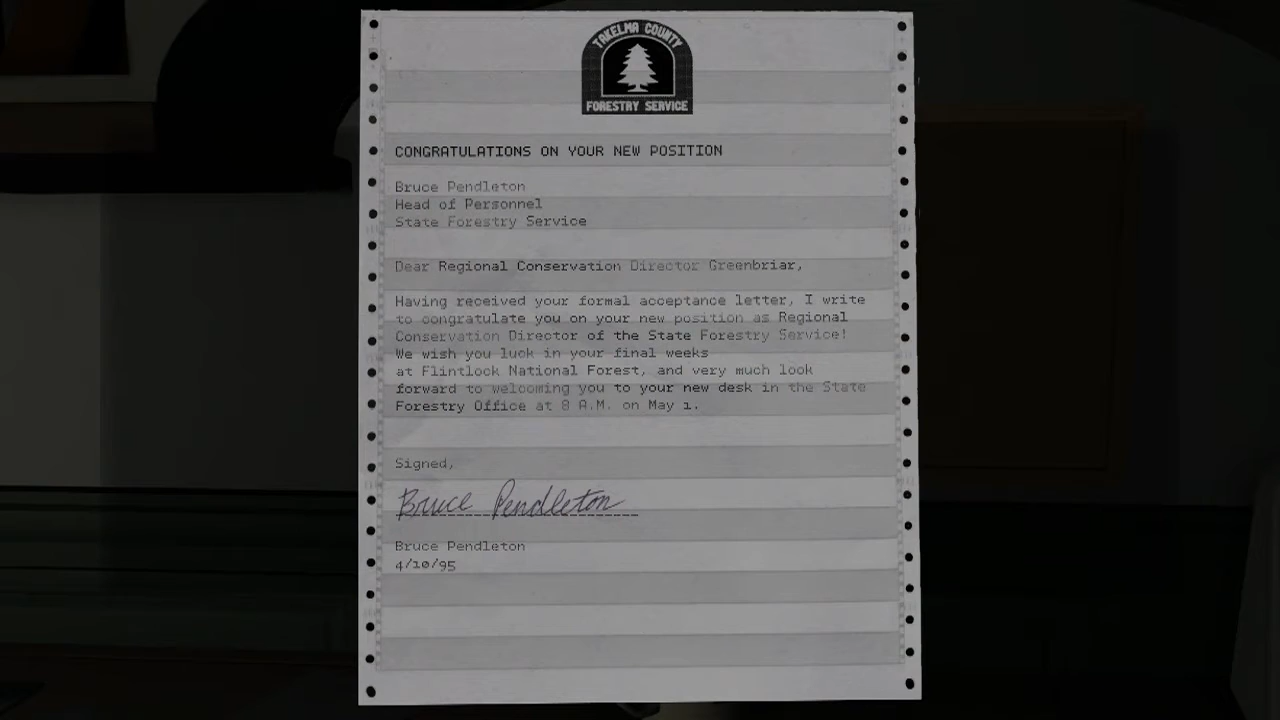 TAKELMA COUNTY
FORESTRY SERVICE
CONGRATULATIONS ON YOUR NEW POSITION
Bruce Pendleton
Head of Personnel
State Forestry Service
Dear Regional Conservation Director Greenbriar,
Having received your formal acceptance letter, I write
to congratulate you on your new position as Regional
Conservation Director of the State Forestry Service!
We wish you luck in your final weeks
at Flintlock National Forest, and very much look
forward to welcoming you to your new desk in the State
Forestry Office at 8 A.M. on May 1.
Signed,
Bruce Pendleton
Bruce Pendleton
4/10/95